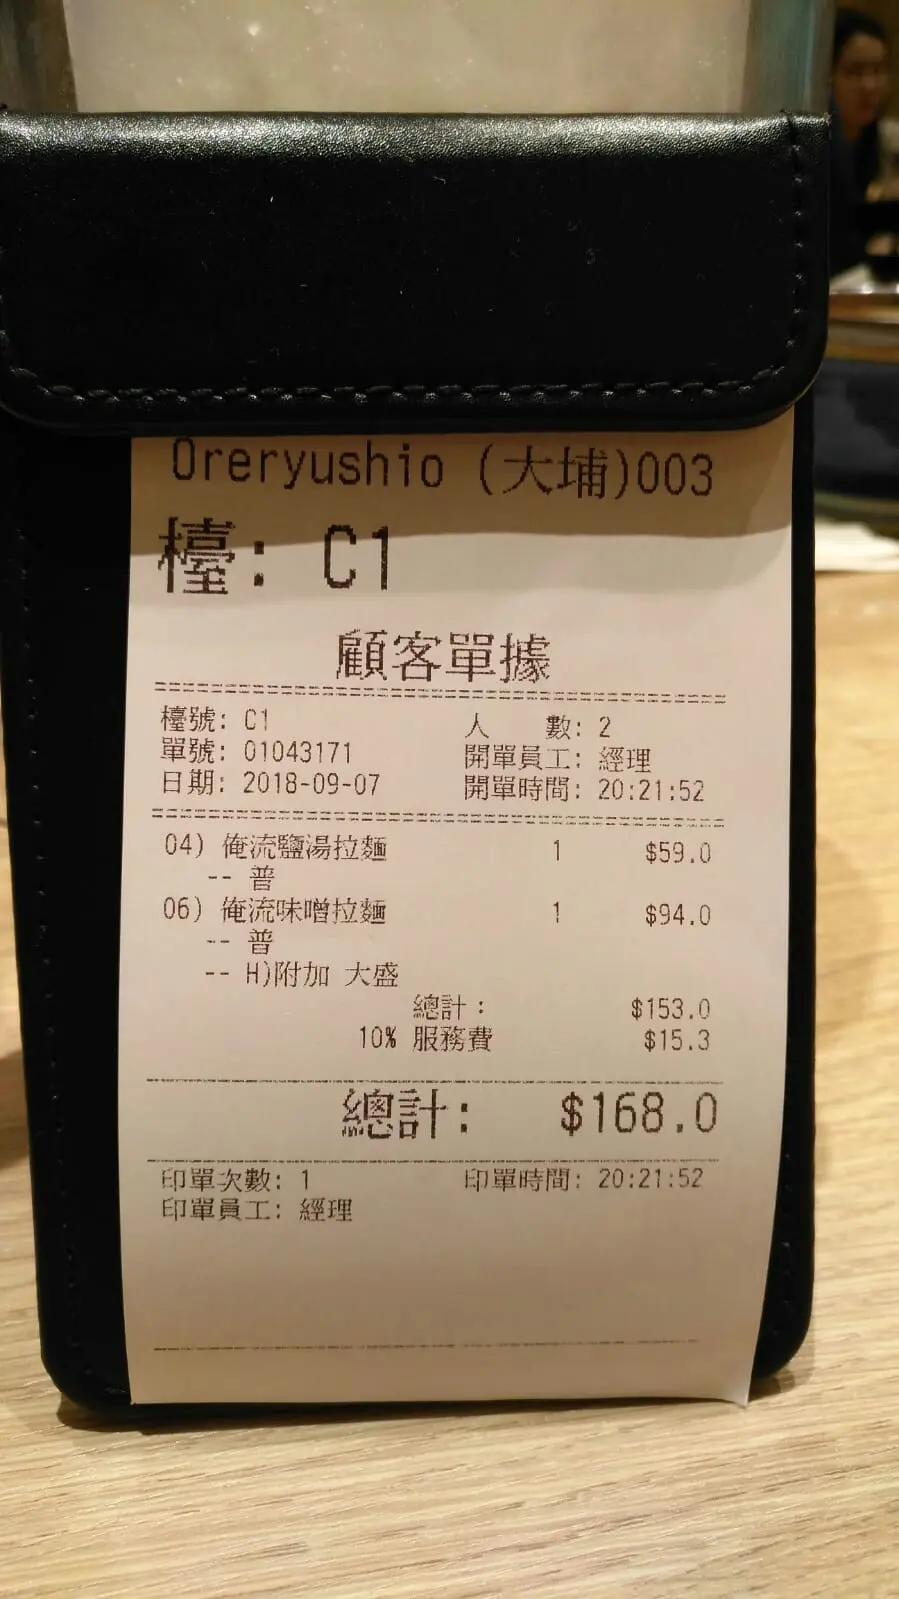 Oreryushio (大埔)003
檯: C1
顧客單據
檯號: C1 人 數: 2
單號: 01043171 開單員工: 經理
日期: 2018-09-07 開單時間: 20:21:52
04) 俺流鹽湯拉麵 1 $59.0
-- 普
06) 俺流味噌拉麵 1 $94.0
-- 普
-- H)附加 大盛
總計: $153.0
10% 服務費 $15.3
總計: $168.0
印單次數: 1 印單時間: 20:21:52
印單員工: 經理